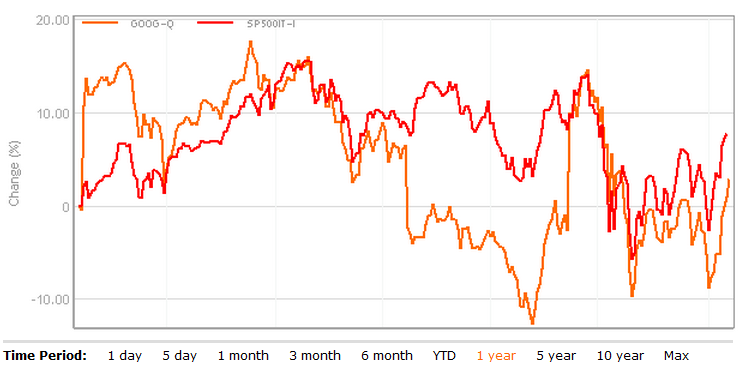 20.00
GOOG-Q SP500IT-I
10.00
Change (%)
0
-10.00
Time Period: 1 day 5 day 1 month 3 month 6 month YTD 1 year 5 year 10 year Max